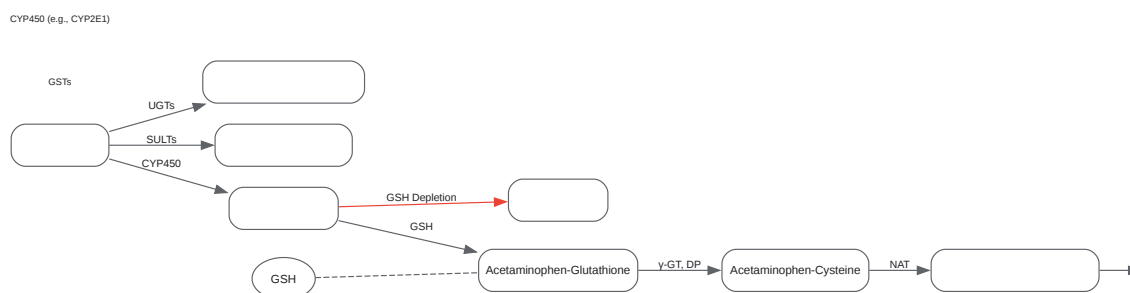 CYP450 (e.g., CYP2E1)
GSTs
UGTs
SULTs
CYP450
GSH Depletion
GSH
Acetaminophen-Glutathione
γ-GT, DP
Acetaminophen-Cysteine
NAT
GSH